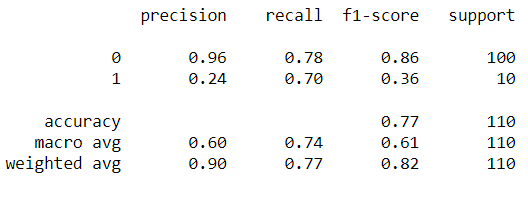 precision recall f1-score support
0 0.96 0.78 0.86 100
1 0.24 0.70 0.36 10
accuracy 0.77 110
macro avg 0.60 0.74 0.61 110
weighted avg 0.90 0.77 0.82 110